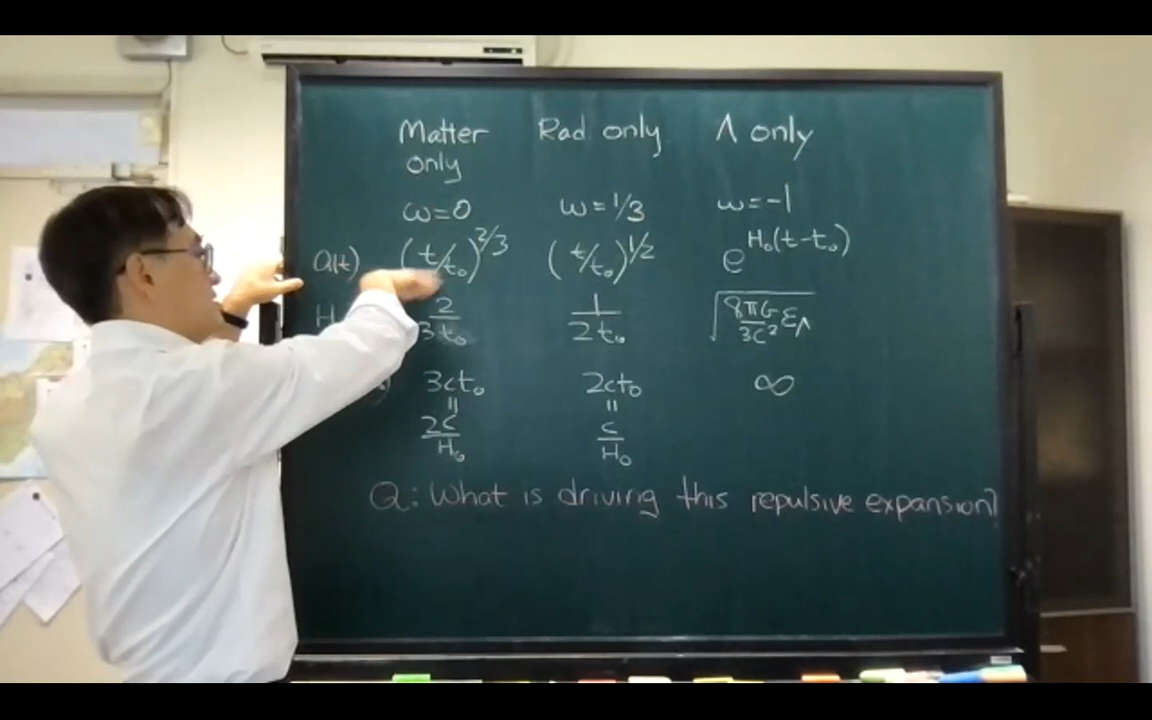 Matter only Rad only Λ only
ω=0 ω=1/3 ω=-1
a(t) (t/t₀)^2/3 (t/t₀)^1/2 e^H₀(t-t₀)
H 2/3t₀ 1/2t₀ √(8πG/3c² ε_Λ)
3ct₀ 2ct₀ ∞
= =
2c/H₀ c/H₀
Q: What is driving this repulsive expansion?